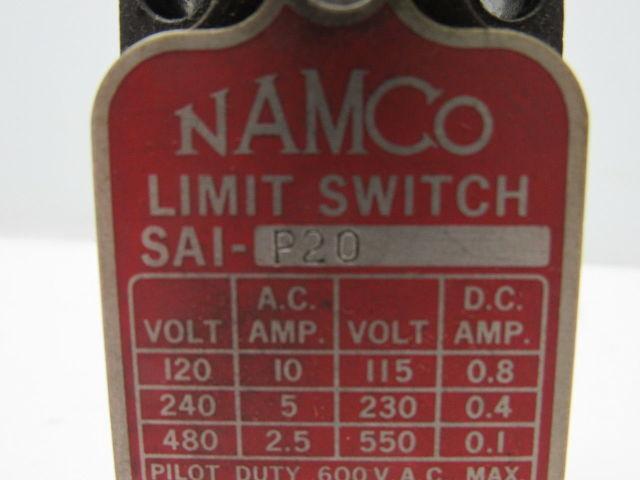 NAMCO
LIMIT SWITCH
SAI- P20
VOLT A.C. AMP. VOLT D.C. AMP.
120 10 115 0.8
240 5 230 0.4
480 2.5 550 0.1
PILOT DUTY 600 V A.C. MAX.